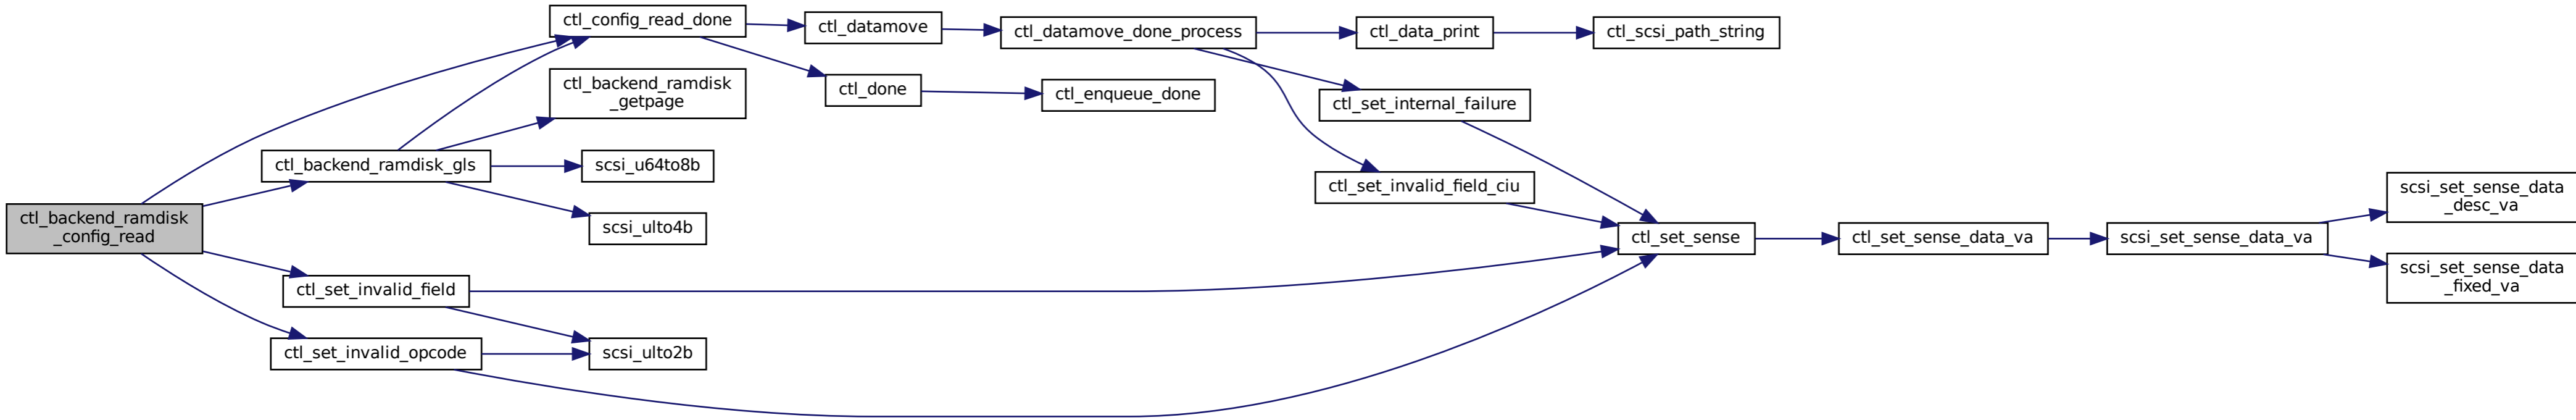 ctl_backend_ramdisk
_config_read
ctl_config_read_done
ctl_backend_ramdisk_gls
ctl_set_invalid_field
ctl_set_invalid_opcode
ctl_datamove
ctl_done
ctl_backend_ramdisk
_getpage
scsi_u64to8b
scsi_ulto4b
scsi_ulto2b
ctl_datamove_done_process
ctl_enqueue_done
ctl_data_print
ctl_set_internal_failure
ctl_set_invalid_field_ciu
ctl_scsi_path_string
ctl_set_sense
ctl_set_sense_data_va
scsi_set_sense_data_va
scsi_set_sense_data
_desc_va
scsi_set_sense_data
_fixed_va